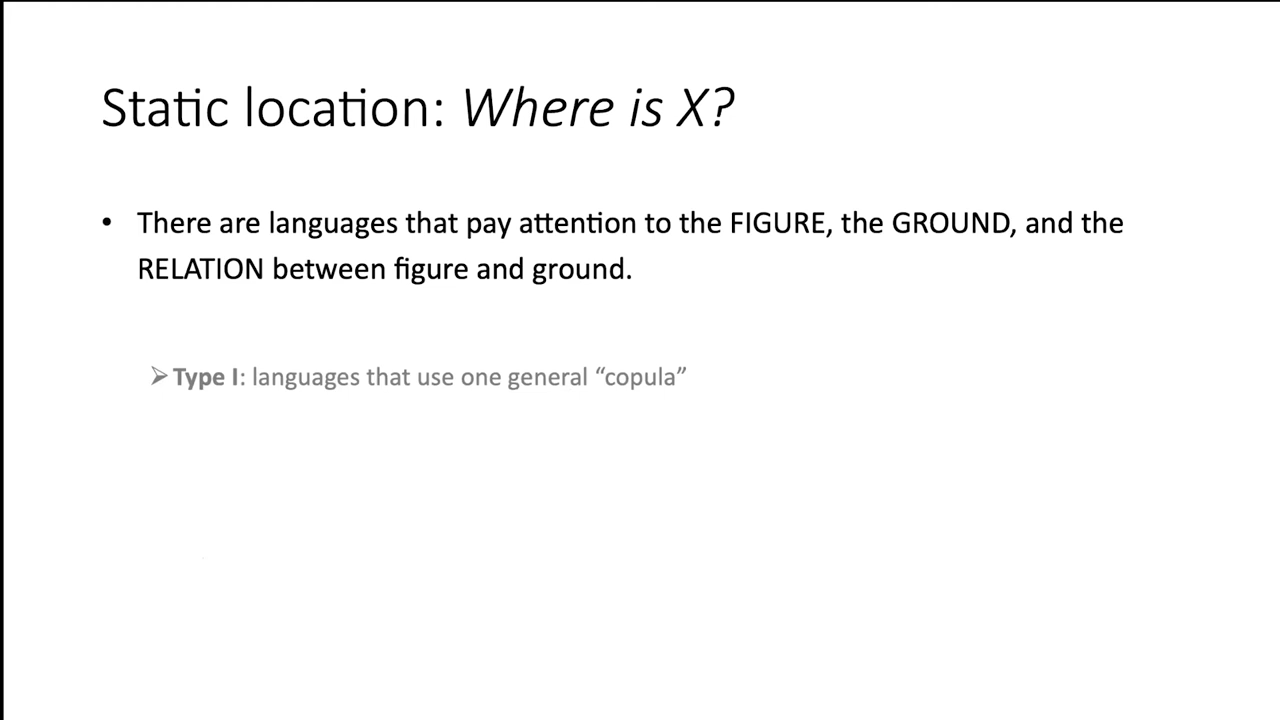 Static location: Where is X?
• There are languages that pay attention to the FIGURE, the GROUND, and the
RELATION between figure and ground.
➢ Type I: languages that use one general “copula”